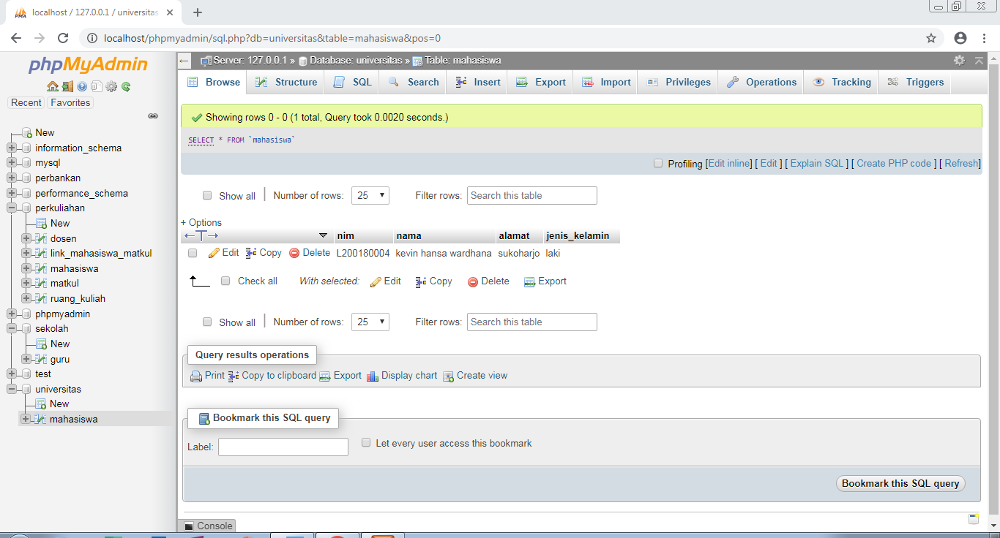 localhost / 127.0.0.1 / universitas
localhost/phpmyadmin/sql.php?db=universitas&table=mahasiswa&pos=0
phpMyAdmin
Recent Favorites
New
information_schema
mysql
perbankan
performance_schema
perkuliahan
New
dosen
link_mahasiswa_matkul
mahasiswa
matkul
ruang_kuliah
phpmyadmin
sekolah
New
guru
test
universitas
New
mahasiswa
Server: 127.0.0.1 » Database: universitas » Table: mahasiswa
Browse Structure SQL Search Insert Export Import Privileges Operations Tracking Triggers
Showing rows 0 - 0 (1 total, Query took 0.0020 seconds.)
SELECT * FROM `mahasiswa`
Profiling [Edit inline] [ Edit ] [ Explain SQL ] [ Create PHP code ] [ Refresh]
Show all | Number of rows: 25 Filter rows: Search this table
+ Options
nim nama alamat jenis_kelamin
Edit Copy Delete L200180004 kevin hansa wardhana sukoharjo laki
Check all With selected: Edit Copy Delete Export
Show all | Number of rows: 25 Filter rows: Search this table
Query results operations
Print Copy to clipboard Export Display chart Create view
Bookmark this SQL query
Label: Let every user access this bookmark
Bookmark this SQL query
Console